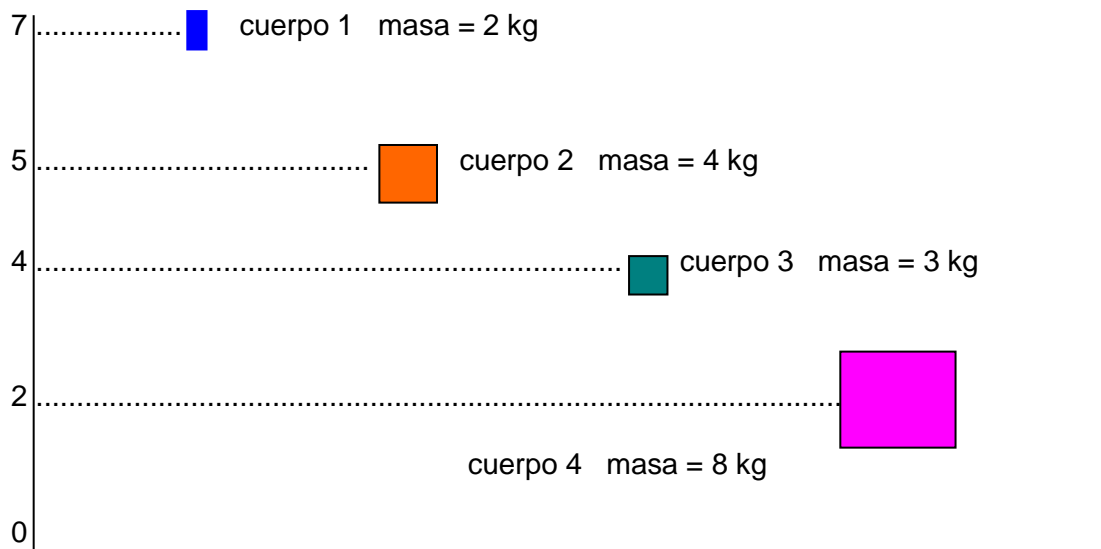 7 .................. cuerpo 1 masa = 2 kg
5 ........................................ cuerpo 2 masa = 4 kg
4 ...................................................................... cuerpo 3 masa = 3 kg
2 ................................................................................................
cuerpo 4 masa = 8 kg
0